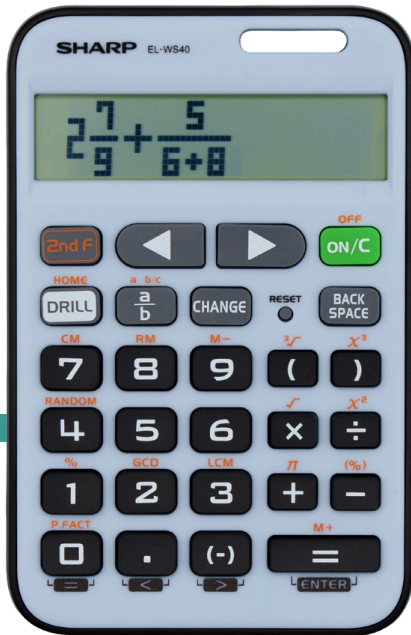 SHARP EL-WS40
2 7/9 + 5/(6+8)
OFF
2nd F ON/C
HOME a b/c
DRILL a/b CHANGE RESET BACK SPACE
CM RM M− ³√ x³
7 8 9 ( )
RANDOM √ x²
4 5 6 × ÷
% GCD LCM π (%)
1 2 3 + −
P.FACT M+
0 . (-) =
= < > ENTER